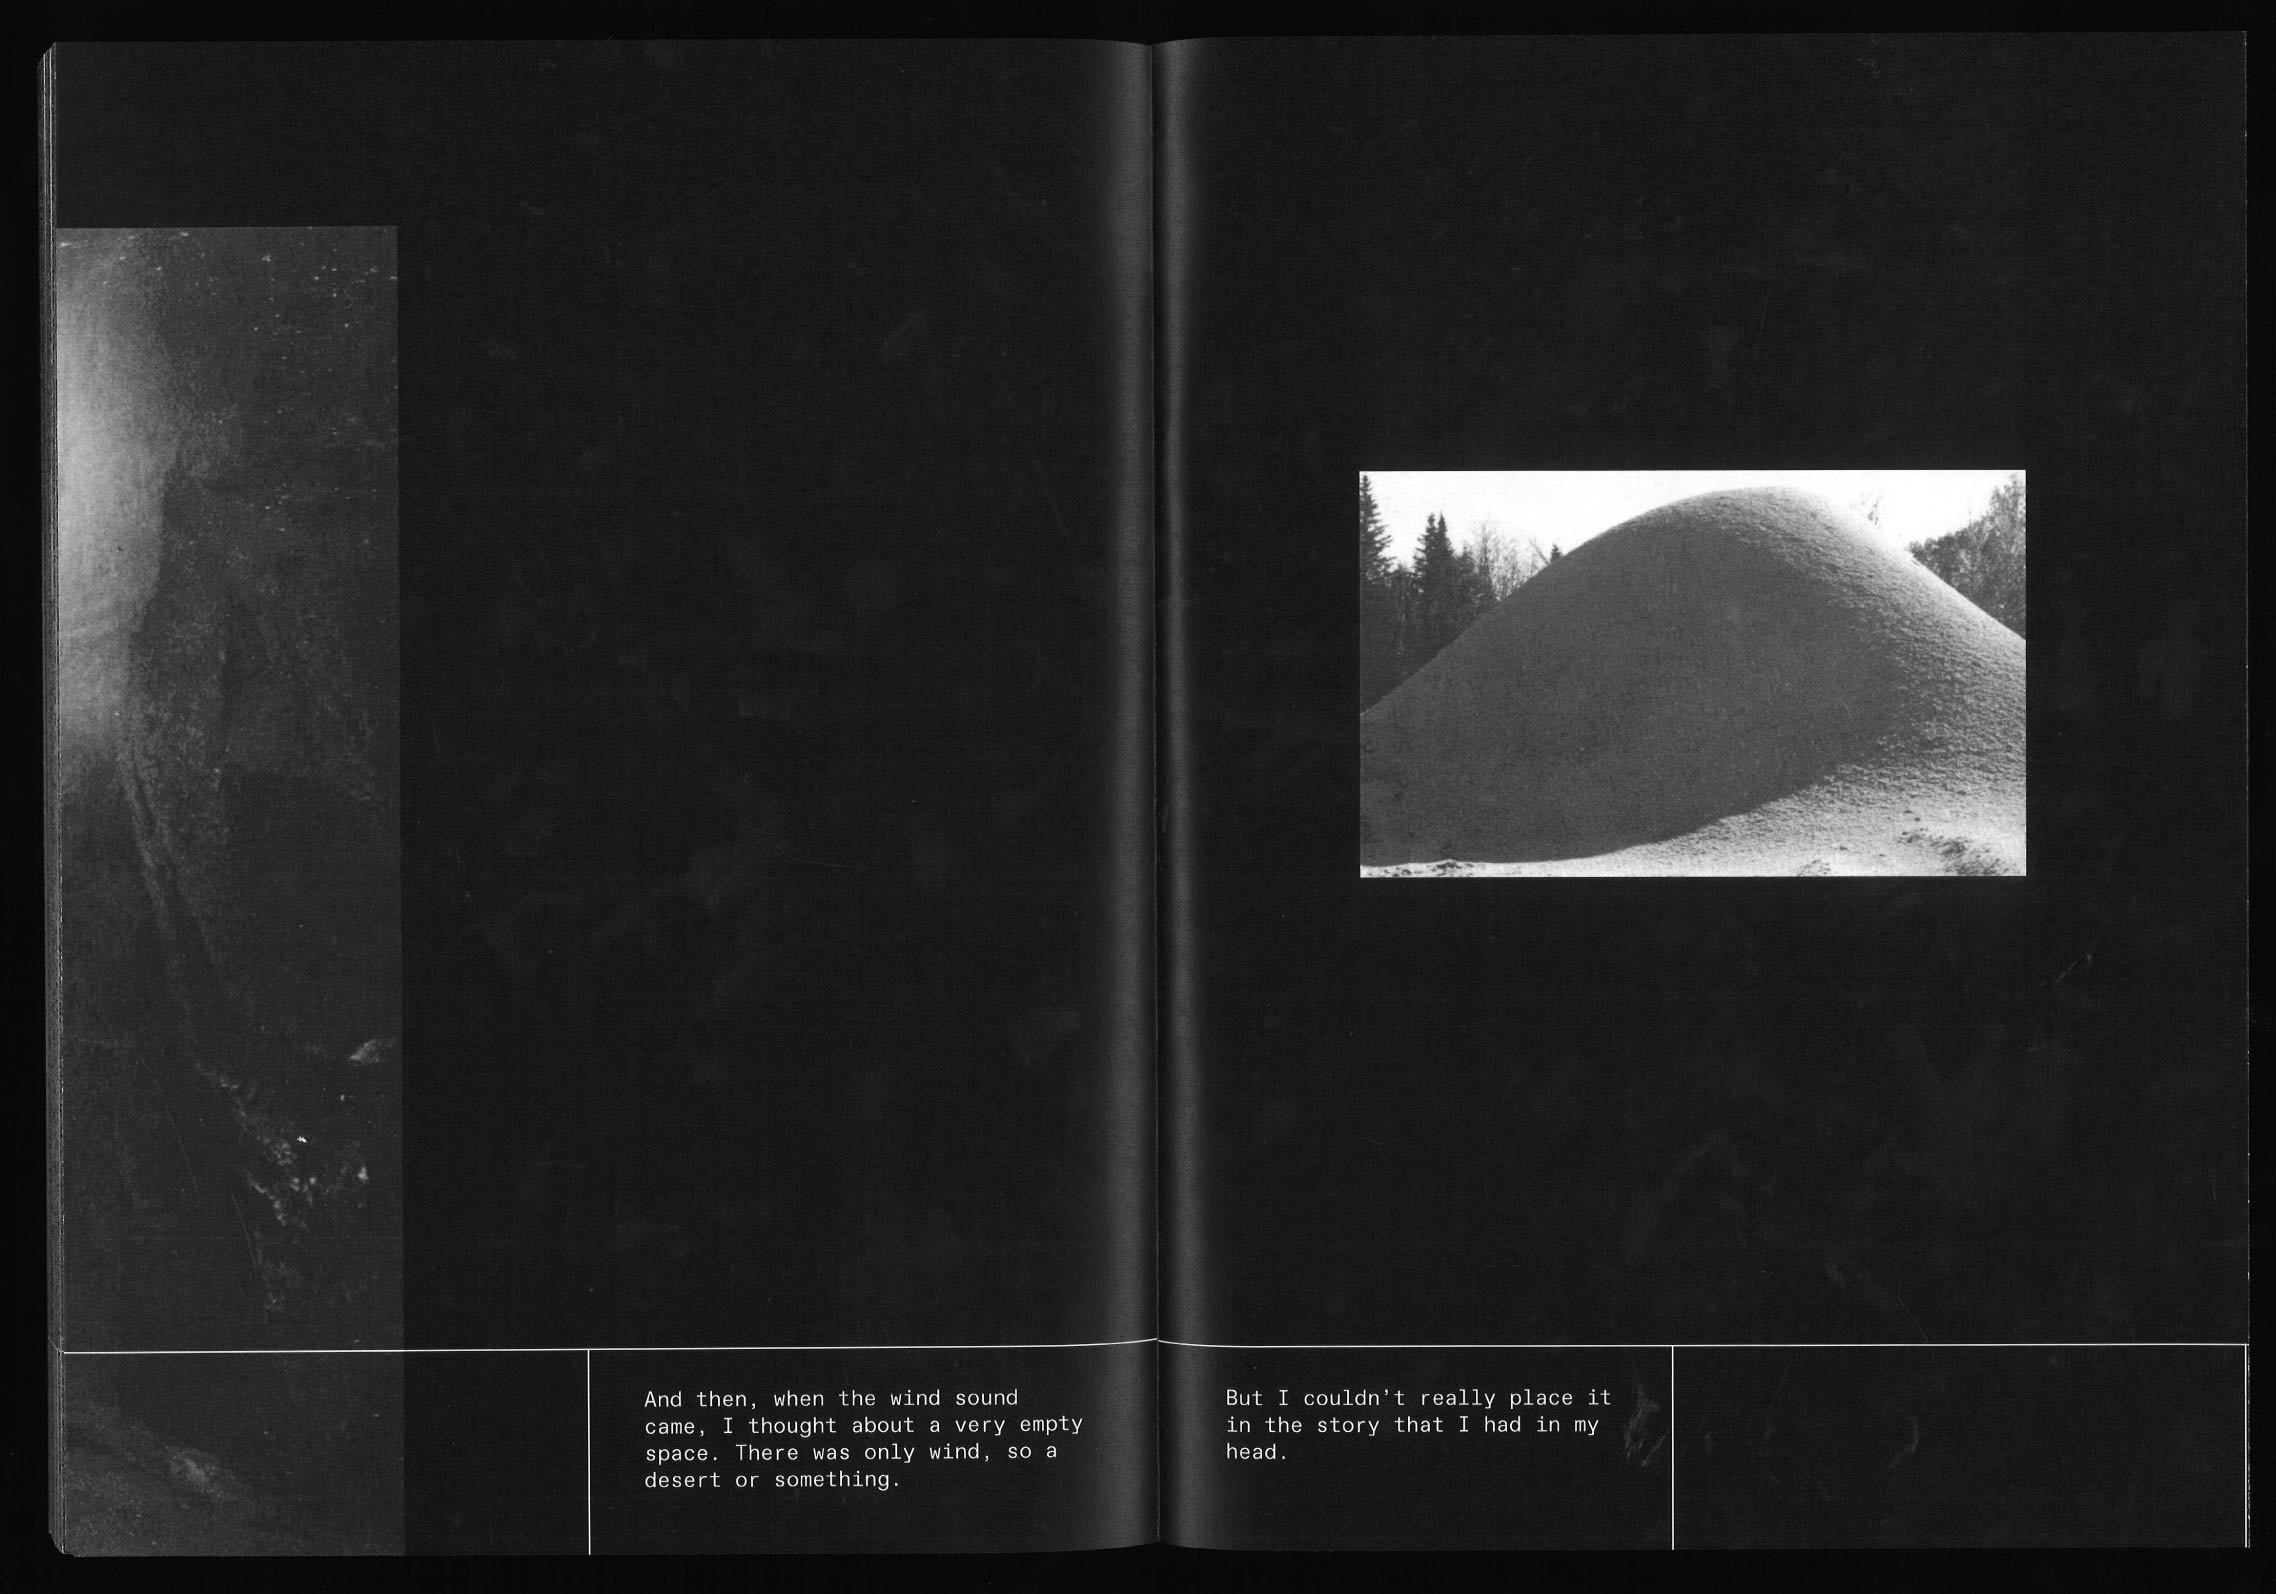 And then, when the wind sound
came, I thought about a very empty
space. There was only wind, so a
desert or something.
But I couldn’t really place it
in the story that I had in my
head.